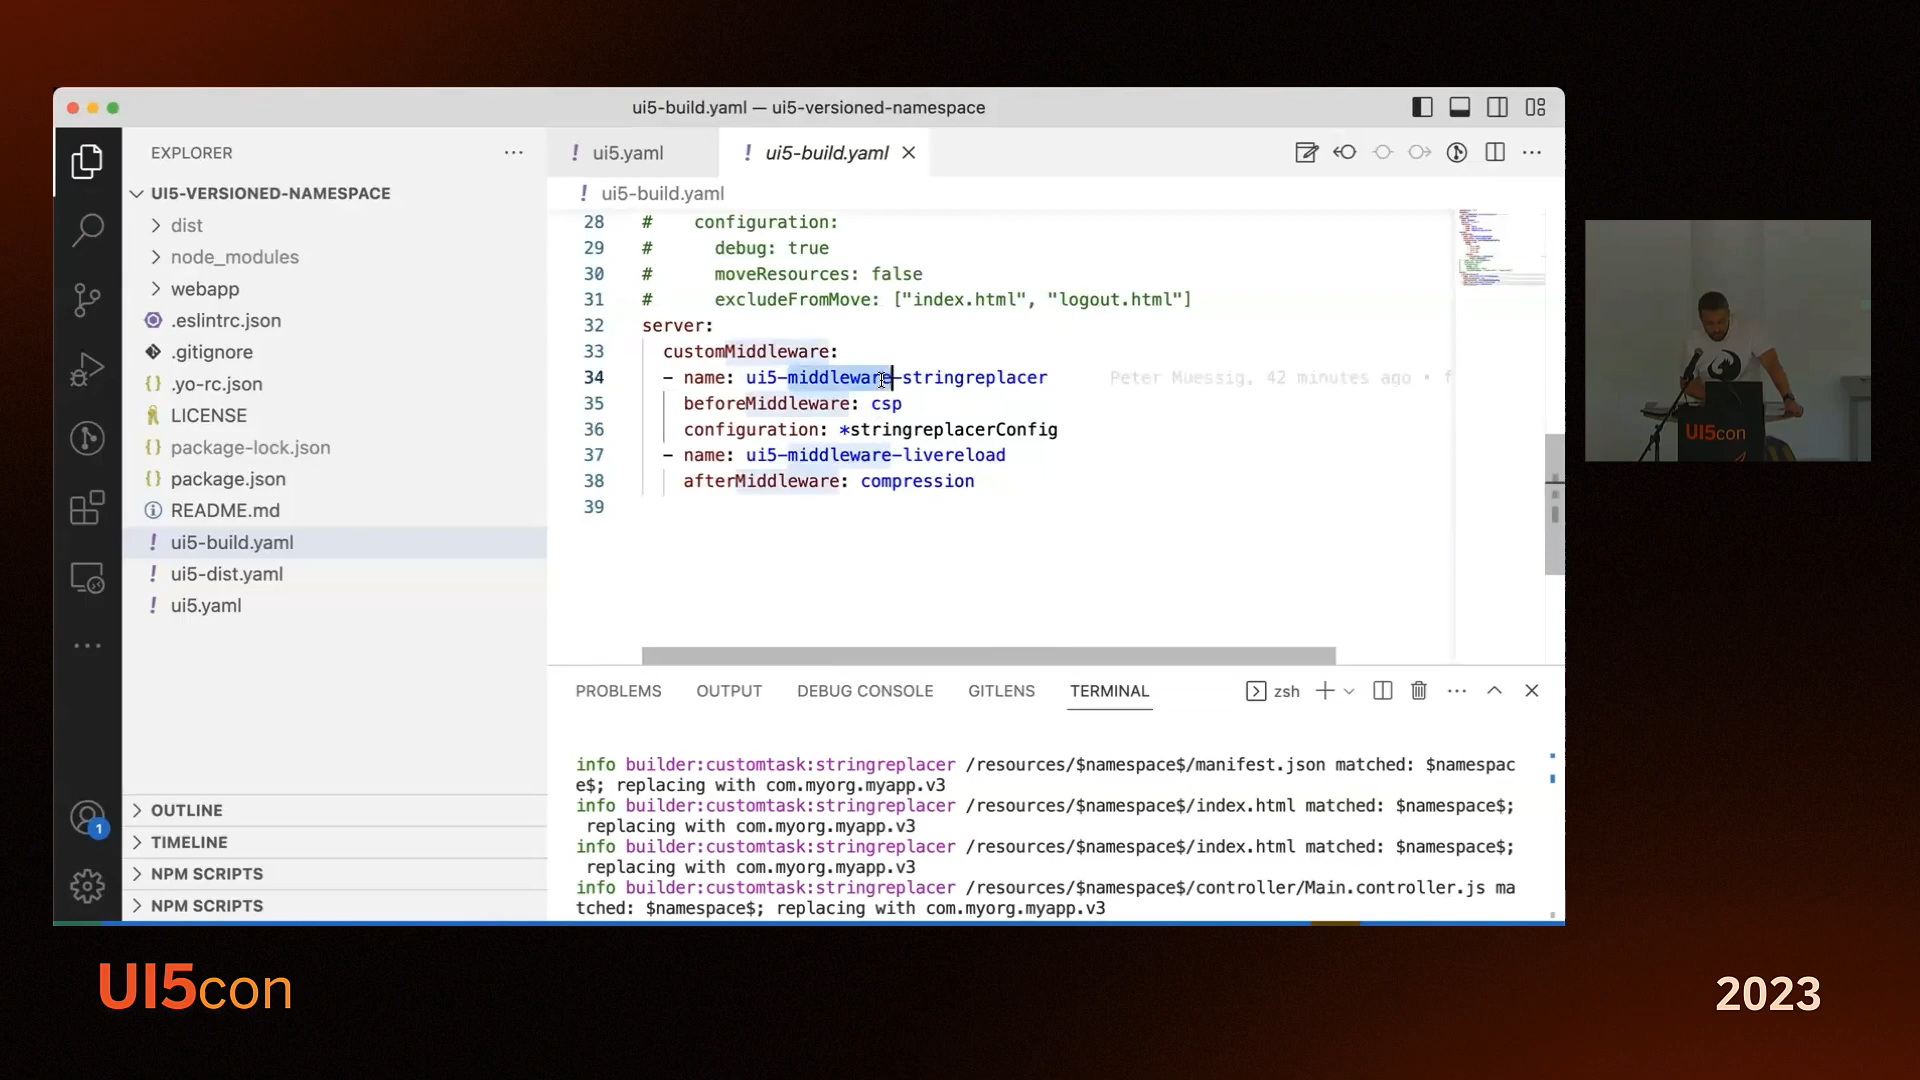 ui5-build.yaml — ui5-versioned-namespace
EXPLORER
UI5-VERSIONED-NAMESPACE
dist
node_modules
webapp
.eslintrc.json
.gitignore
.yo-rc.json
LICENSE
package-lock.json
package.json
README.md
ui5-build.yaml
ui5-dist.yaml
ui5.yaml
OUTLINE
TIMELINE
NPM SCRIPTS
NPM SCRIPTS
1
ui5.yaml
ui5-build.yaml
ui5-build.yaml
28 # configuration:
29 # debug: true
30 # moveResources: false
31 # excludeFromMove: ["index.html", "logout.html"]
32 server:
33 customMiddleware:
34 - name: ui5-middleware-stringreplacer Peter Muessig, 42 minutes ago • f
35 beforeMiddleware: csp
36 configuration: *stringreplacerConfig
37 - name: ui5-middleware-livereload
38 afterMiddleware: compression
39
PROBLEMS OUTPUT DEBUG CONSOLE GITLENS TERMINAL zsh
info builder:customtask:stringreplacer /resources/$namespace$/manifest.json matched: $namespac
e$; replacing with com.myorg.myapp.v3
info builder:customtask:stringreplacer /resources/$namespace$/index.html matched: $namespace$;
replacing with com.myorg.myapp.v3
info builder:customtask:stringreplacer /resources/$namespace$/index.html matched: $namespace$;
replacing with com.myorg.myapp.v3
info builder:customtask:stringreplacer /resources/$namespace$/controller/Main.controller.js ma
tched: $namespace$; replacing with com.myorg.myapp.v3
UI5con
UI5con
2023